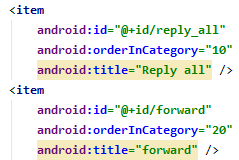 <item
android:id="@+id/reply_all"
android:orderInCategory="10"
android:title="Reply all" />
<item
android:id="@+id/forward"
android:orderInCategory="20"
android:title="forward" />